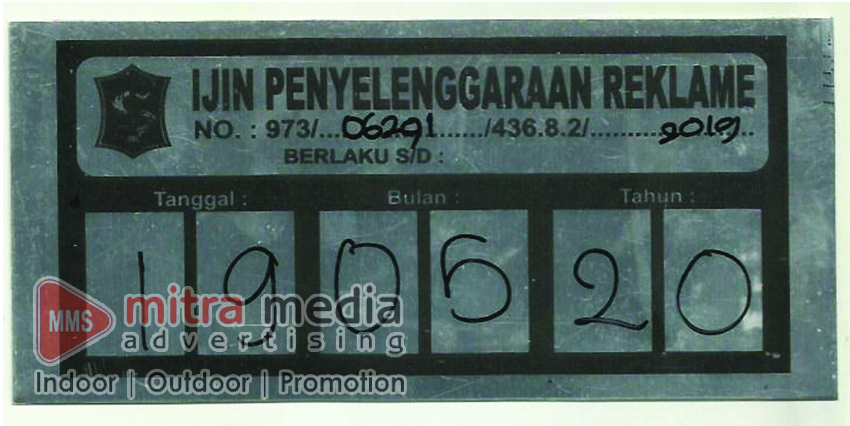 IJIN PENYELENGGARAAN REKLAME
NO. : 973/...06291....../436.8.2/......2019..
BERLAKU S/D :
Tanggal : Bulan : Tahun :
1 9 0 5 2 0
MMS mitra media
advertising
Indoor | Outdoor | Promotion